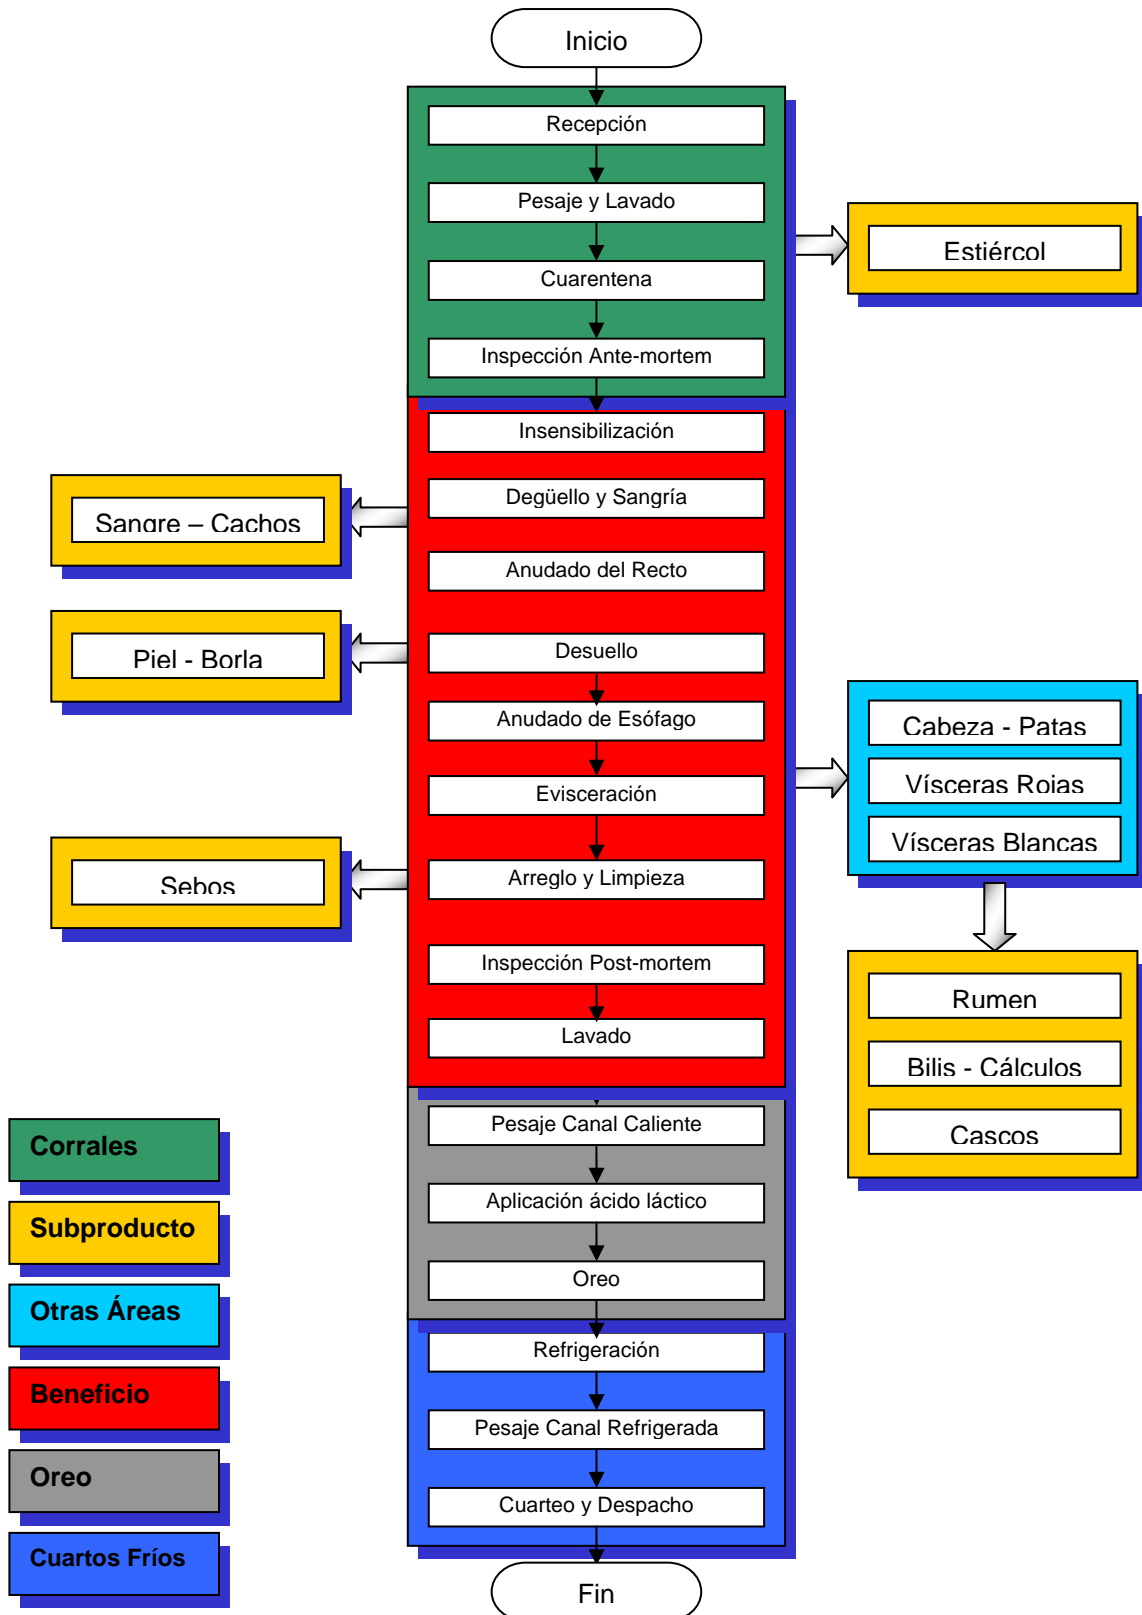 Inicio
Recepción
Pesaje y Lavado
Estiércol
Cuarentena
Inspección Ante-mortem
Insensibilización
Degüello y Sangría
Sangre – Cachos
Anudado del Recto
Desuello
Piel - Borla
Anudado de Esófago
Cabeza - Patas
Evisceración
Vísceras Rojas
Vísceras Blancas
Arreglo y Limpieza
Sebos
Inspección Post-mortem
Rumen
Lavado
Bilis - Cálculos
Pesaje Canal Caliente
Cascos
Corrales
Aplicación ácido láctico
Subproducto
Oreo
Otras Áreas
Refrigeración
Beneficio
Pesaje Canal Refrigerada
Oreo
Cuarteo y Despacho
Cuartos Fríos
Fin